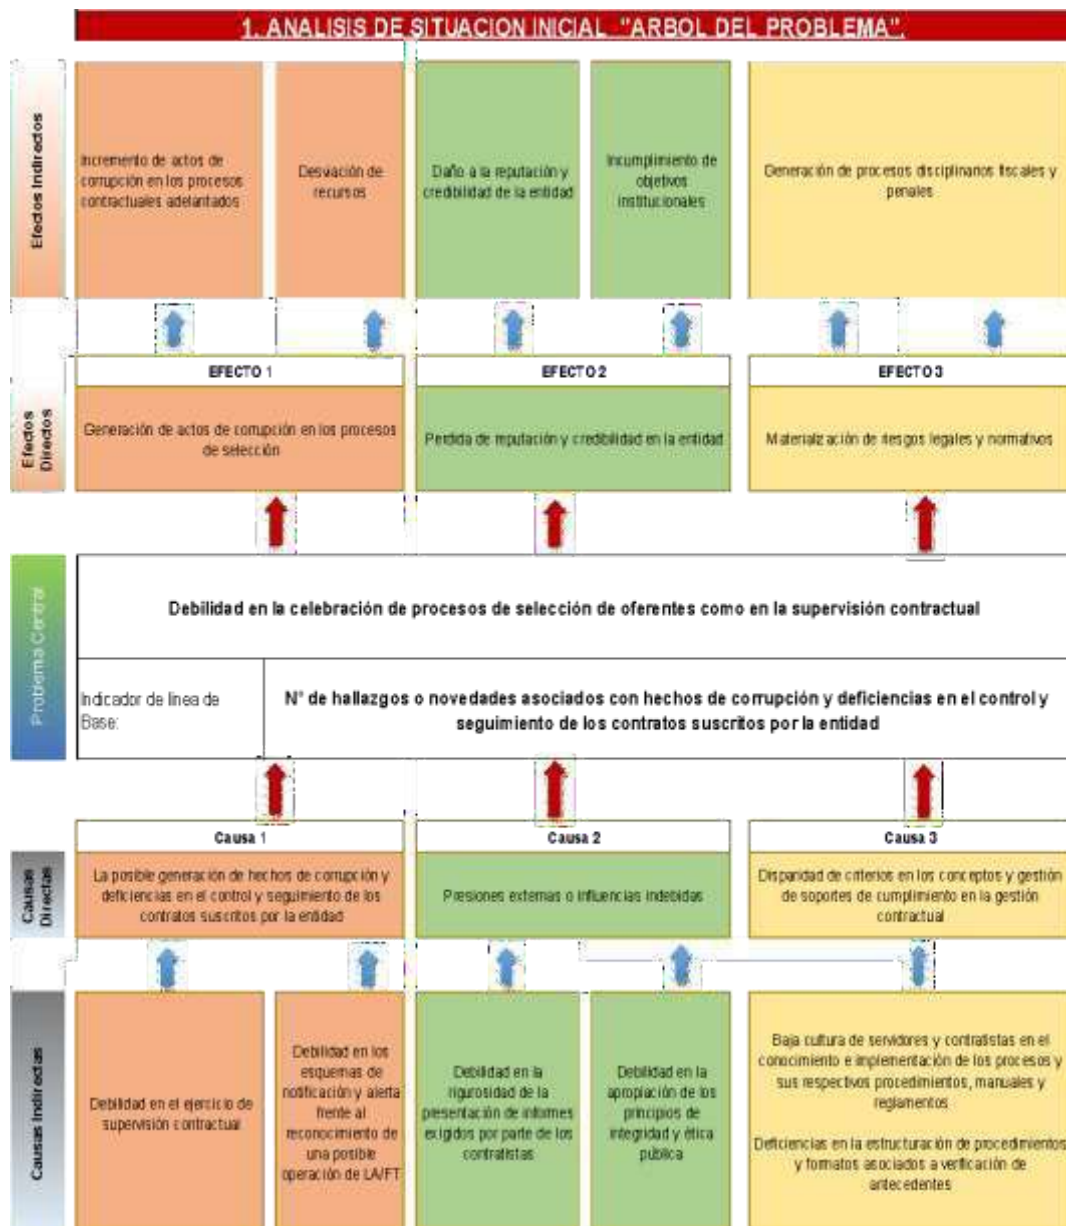 1. ANALISIS DE SITUACION INICIAL "ARBOL DEL PROBLEMA".
Efectos Indirectos
Incremento de actos de
corrupción en los procesos
contractuales adelantados
Desviación de
recursos
Daño a la reputación y
credibilidad de la entidad
Incumplimiento de
objetivos
institucionales
Generación de procesos disciplinarios fiscales y
penales
Efectos
Directos
EFECTO 1
Generación de actos de corrupción en los procesos
de selección
EFECTO 2
Perdida de reputación y credibilidad en la entidad
EFECTO 3
Materialización de riesgos legales y normativos
Problema Central
Debilidad en la celebración de procesos de selección de oferentes como en la supervisión contractual
Indicador de línea de
Base:
N° de hallazgos o novedades asociados con hechos de corrupción y deficiencias en el control y
seguimiento de los contratos suscritos por la entidad
Causas
Directas
Causa 1
La posible generación de hechos de corrupción y
deficiencias en el control y seguimiento de los
contratos suscritos por la entidad
Causa 2
Presiones externas o influencias indebidas
Causa 3
Disparidad de criterios en los conceptos y gestión
de soportes de cumplimiento en la gestión
contractual
Causas Indirectas
Debilidad en el ejercicio de
supervisión contractual
Debilidad en los
esquemas de
notificación y alerta
frente al
reconocimiento de
una posible
operación de LA/FT
Debilidad en la
rigurosidad de la
presentación de informes
exigidos por parte de los
contratistas
Debilidad en la
apropiación de los
principios de
integridad y ética
pública
Baja cultura de servidores y contratistas en el
conocimiento e implementación de los procesos y
sus respectivos procedimientos, manuales y
reglamentos
Deficiencias en la estructuración de procedimientos
y formatos asociados a verificación de
antecedentes